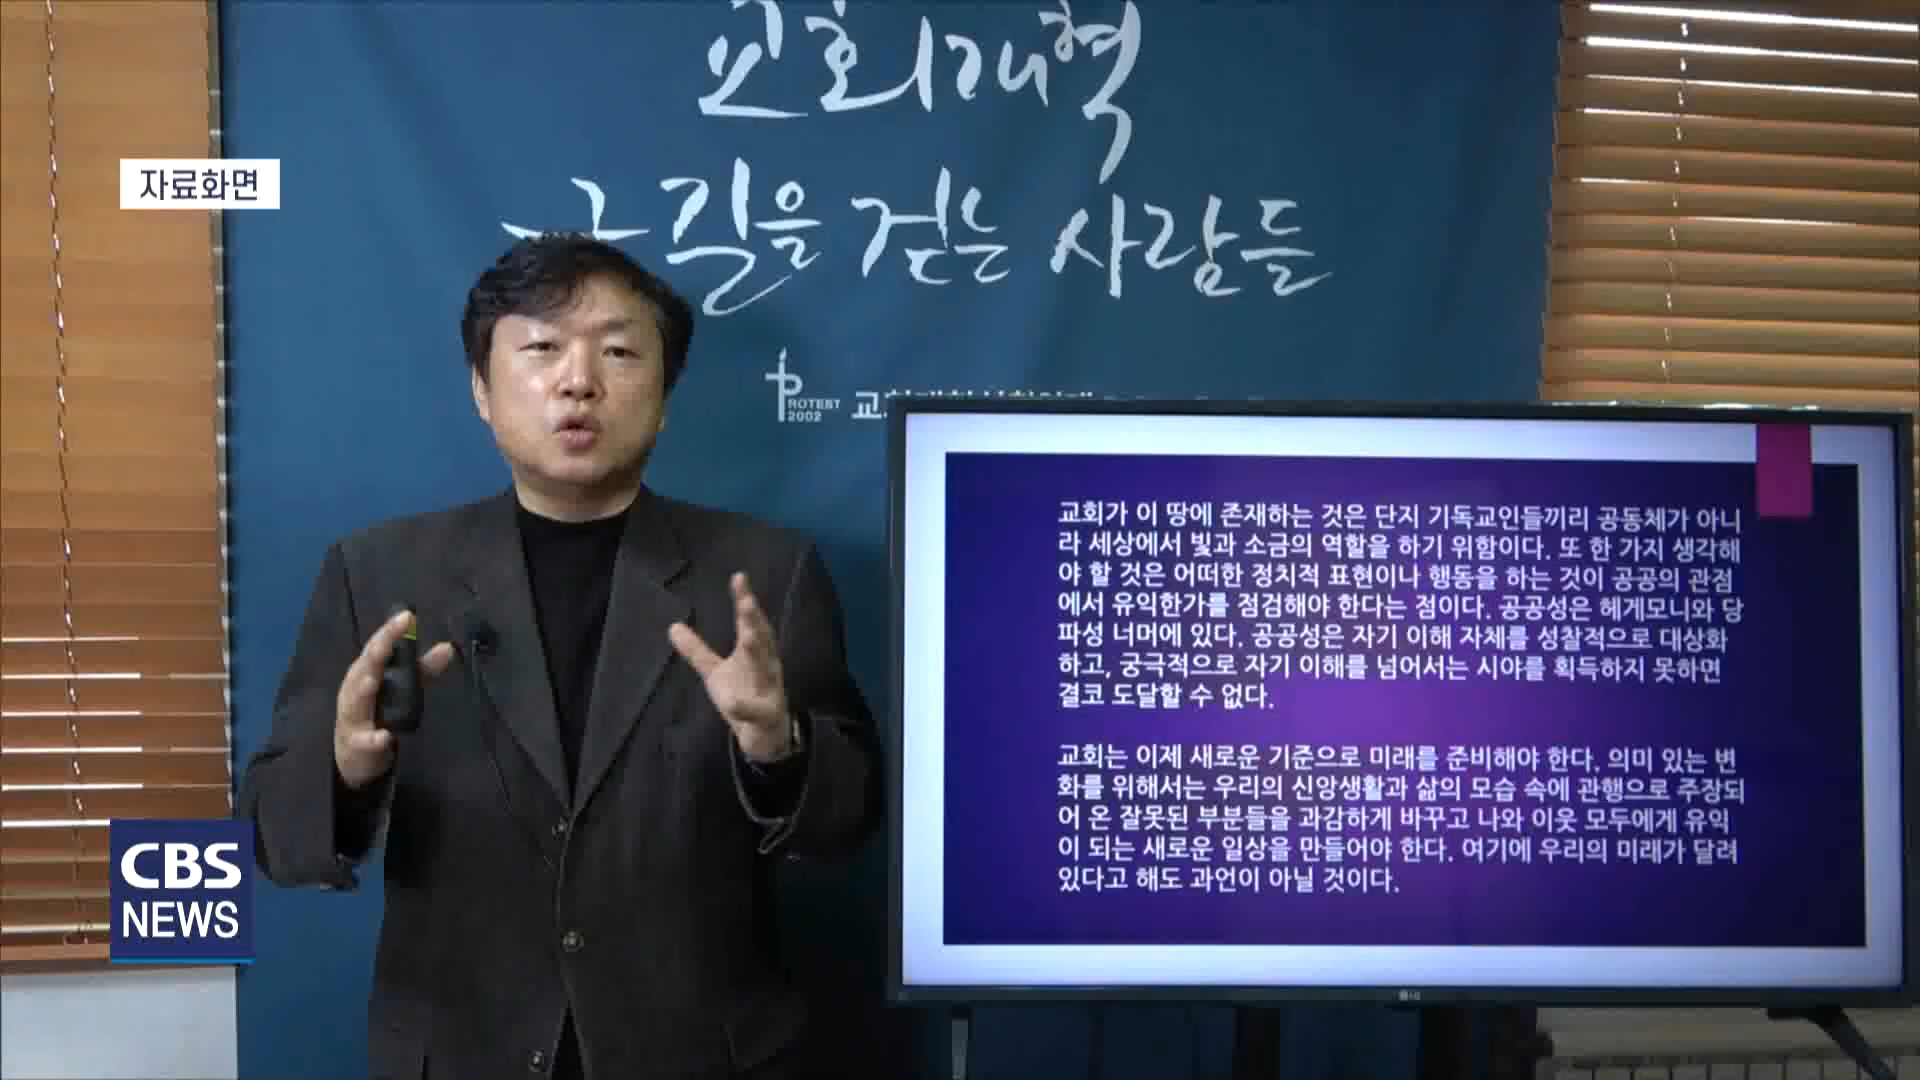 교회개혁
그 길을 걷는 사람들
자료화면
PROTEST
2002
교회개혁실천연대
교회가 이 땅에 존재하는 것은 단지 기독교인들끼리 공동체가 아니
라 세상에서 빛과 소금의 역할을 하기 위함이다. 또 한 가지 생각해
야 할 것은 어떠한 정치적 표현이나 행동을 하는 것이 공공의 관점
에서 유익한가를 점검해야 한다는 점이다. 공공성은 헤게모니와 당
파성 너머에 있다. 공공성은 자기 이해 자체를 성찰적으로 대상화
하고, 궁극적으로 자기 이해를 넘어서는 시야를 획득하지 못하면
결코 도달할 수 없다.
교회는 이제 새로운 기준으로 미래를 준비해야 한다. 의미 있는 변
화를 위해서는 우리의 신앙생활과 삶의 모습 속에 관행으로 주장되
어 온 잘못된 부분들을 과감하게 바꾸고 나와 이웃 모두에게 유익
이 되는 새로운 일상을 만들어야 한다. 여기에 우리의 미래가 달려
있다고 해도 과언이 아닐 것이다.
LG
CBS
NEWS